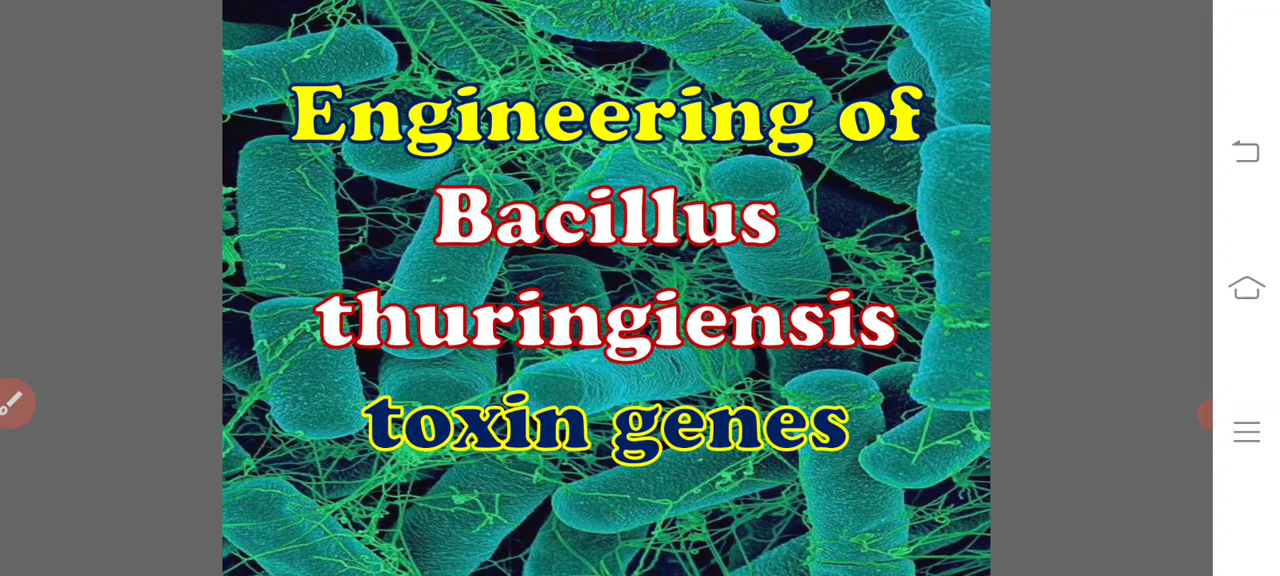 Engineering of
Bacillus
thuringiensis
toxin genes